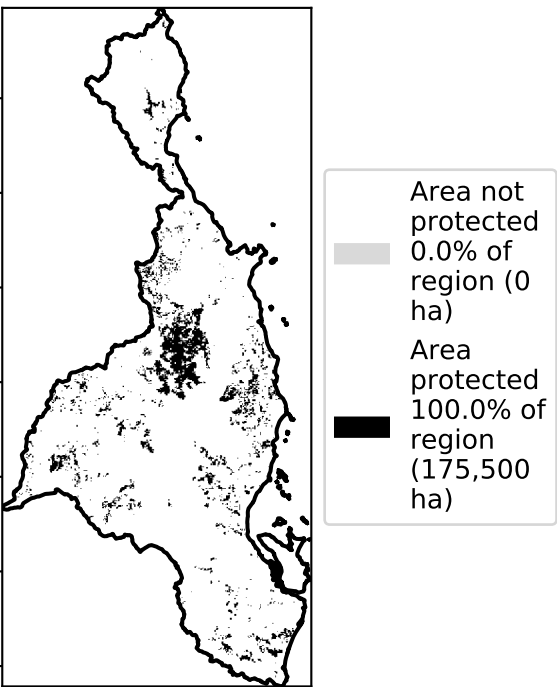 Area not
protected
0.0% of
region (0
ha)
Area
protected
100.0% of
region
(175,500
ha)